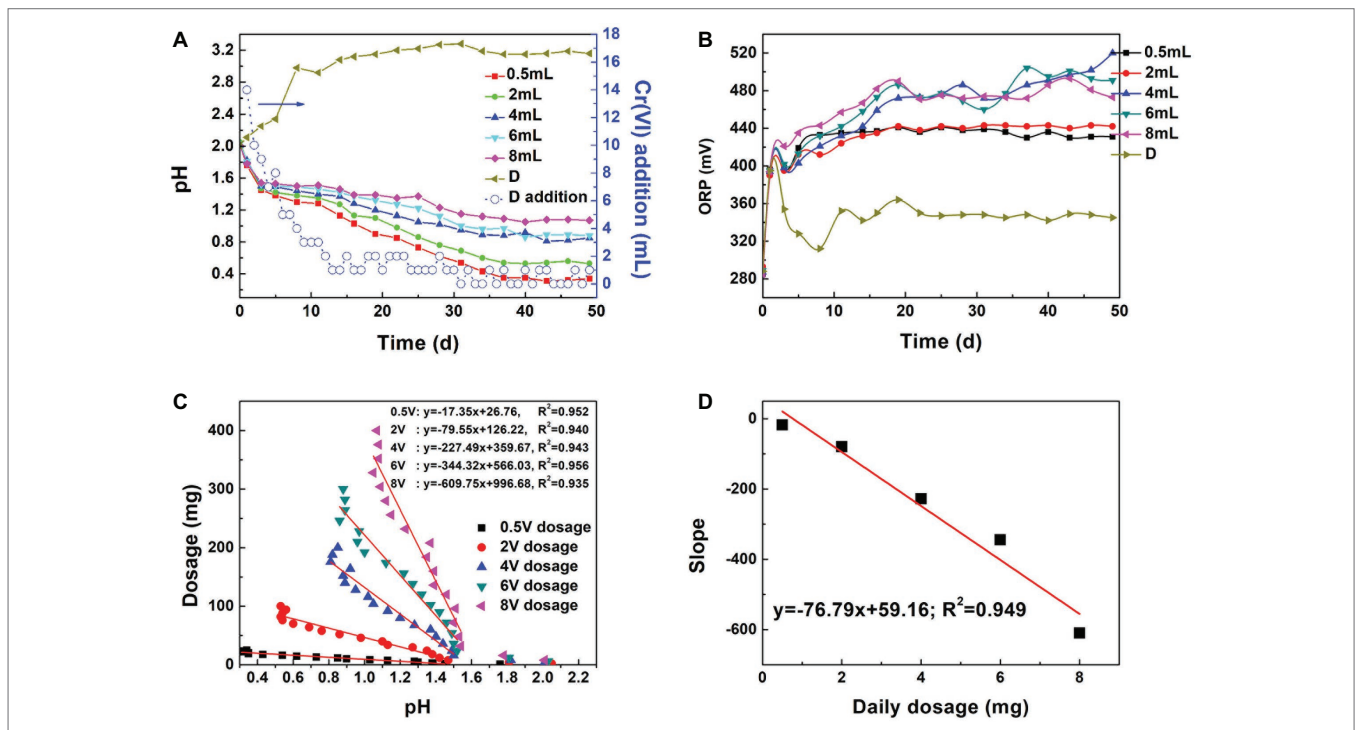 A
pH
3.2
2.8
2.4
2.0
1.6
1.2
0.8
0.4
0 10 20 30 40 50
Time (d)
18
16
14
12
10
8
6
4
2
0
Cr(VI) addition (mL)
0.5mL
2mL
4mL
6mL
8mL
D
D addition
B
ORP (mV)
520
480
440
400
360
320
280
0 10 20 30 40 50
Time (d)
0.5mL
2mL
4mL
6mL
8mL
D
C
Dosage (mg)
400
300
200
100
0
0.4 0.6 0.8 1.0 1.2 1.4 1.6 1.8 2.0 2.2
pH
0.5V: y=-17.35x+26.76, R²=0.952
2V : y=-79.55x+126.22, R²=0.940
4V : y=-227.49x+359.67, R²=0.943
6V : y=-344.32x+566.03, R²=0.956
8V : y=-609.75x+996.68, R²=0.935
0.5V dosage
2V dosage
4V dosage
6V dosage
8V dosage
D
Slope
0
-200
-400
-600
y=-76.79x+59.16; R²=0.949
0 2 4 6 8
Daily dosage (mg)